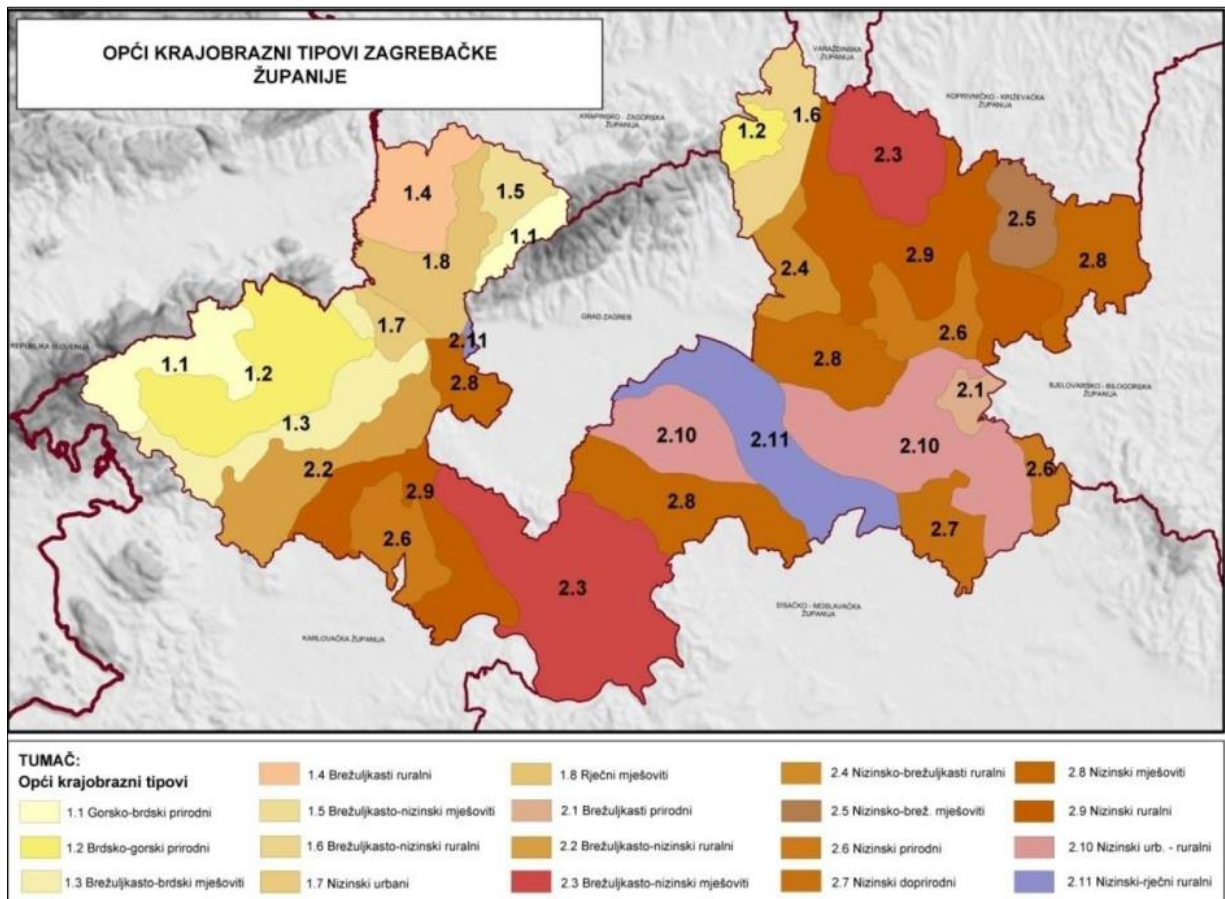 OPĆI KRAJOBRAZNI TIPOVI ZAGREBAČKE
ŽUPANIJE
VARAŽDINSKA
ŽUPANIJA
KOPRIVNIČKO - KRIŽEVAČKA
ŽUPANIJA
KRAPINSKO - ZAGORSKA
ŽUPANIJA
1.6
1.2
2.3
1.4
1.5
2.5
1.1
1.8
2.9
2.8
2.4
GRAD ZAGREB
1.7
2.11
REPUBLIKA SLOVENIJA
1.1
1.2
2.6
2.8
2.8
2.1
BJELOVARSKO - BILOGORSKA
ŽUPANIJA
1.3
2.10
2.11
2.10
2.2
2.6
2.9
2.8
2.7
2.6
2.3
SISAČKO - MOSLAVAČKA
ŽUPANIJA
KARLOVAČKA ŽUPANIJA
TUMAČ:
Opći krajobrazni tipovi
1.1 Gorsko-brdski prirodni
1.2 Brdsko-gorski prirodni
1.3 Brežuljkasto-brdski mješoviti
1.4 Brežuljkasti ruralni
1.5 Brežuljkasto-nizinski mješoviti
1.6 Brežuljkasto-nizinski ruralni
1.7 Nizinski urbani
1.8 Rječni mješoviti
2.1 Brežuljkasti prirodni
2.2 Brežuljkasto-nizinski ruralni
2.3 Brežuljkasto-nizinski mješoviti
2.4 Nizinsko-brežuljkasti ruralni
2.5 Nizinsko-brež. mješoviti
2.6 Nizinski prirodni
2.7 Nizinski doprirodni
2.8 Nizinski mješoviti
2.9 Nizinski ruralni
2.10 Nizinski urb. - ruralni
2.11 Nizinski-rječni ruralni